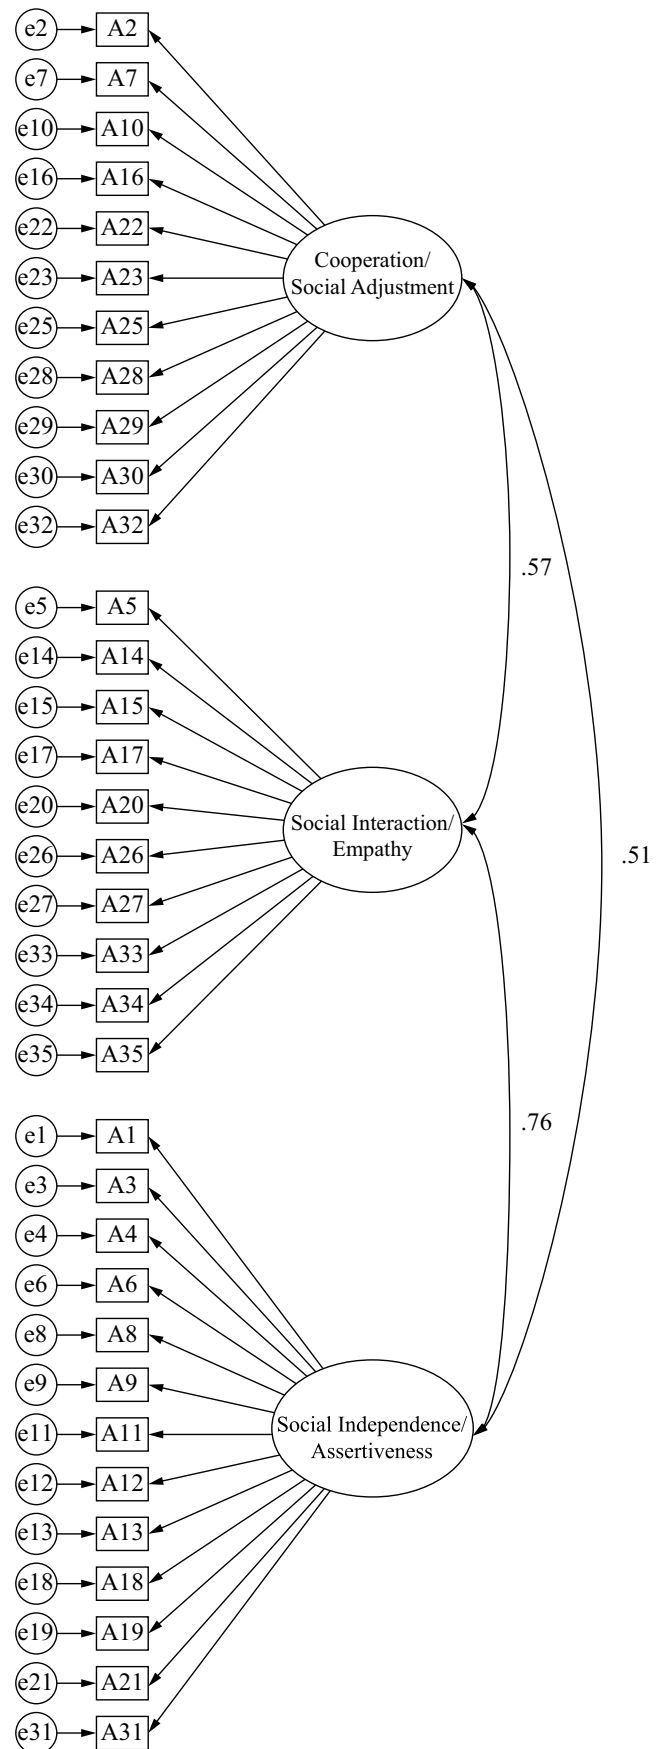 e2 A2
e7 A7
e10 A10
e16 A16
e22 A22
e23 A23
e25 A25
e28 A28
e29 A29
e30 A30
e32 A32
Cooperation/
Social Adjustment
.57
e5 A5
e14 A14
e15 A15
e17 A17
e20 A20
e26 A26
e27 A27
e33 A33
e34 A34
e35 A35
Social Interaction/
Empathy
.51
.76
e1 A1
e3 A3
e4 A4
e6 A6
e8 A8
e9 A9
e11 A11
e12 A12
e13 A13
e18 A18
e19 A19
e21 A21
e31 A31
Social Independence/
Assertiveness